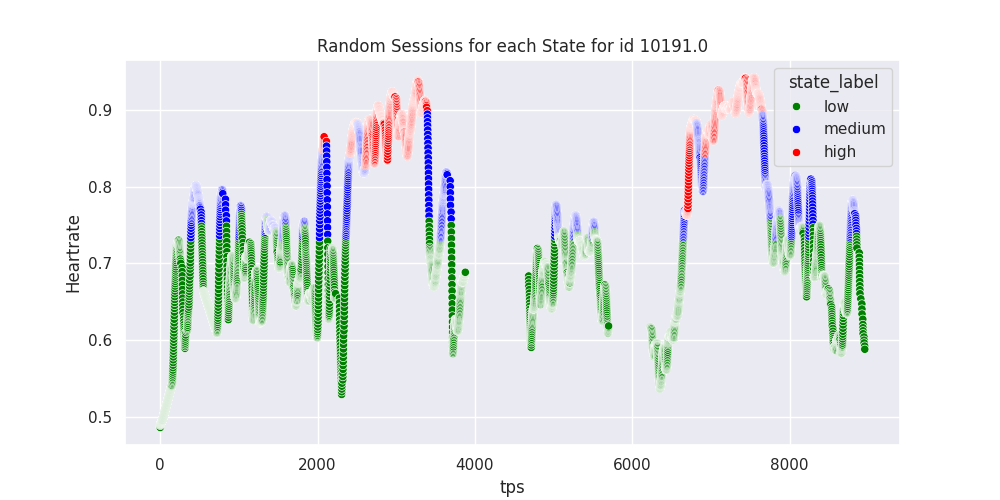 Random Sessions for each State for id 10191.0
state_label
low
medium
high
Heartrate
0.9
0.8
0.7
0.6
0.5
0
2000
4000
6000
8000
tps